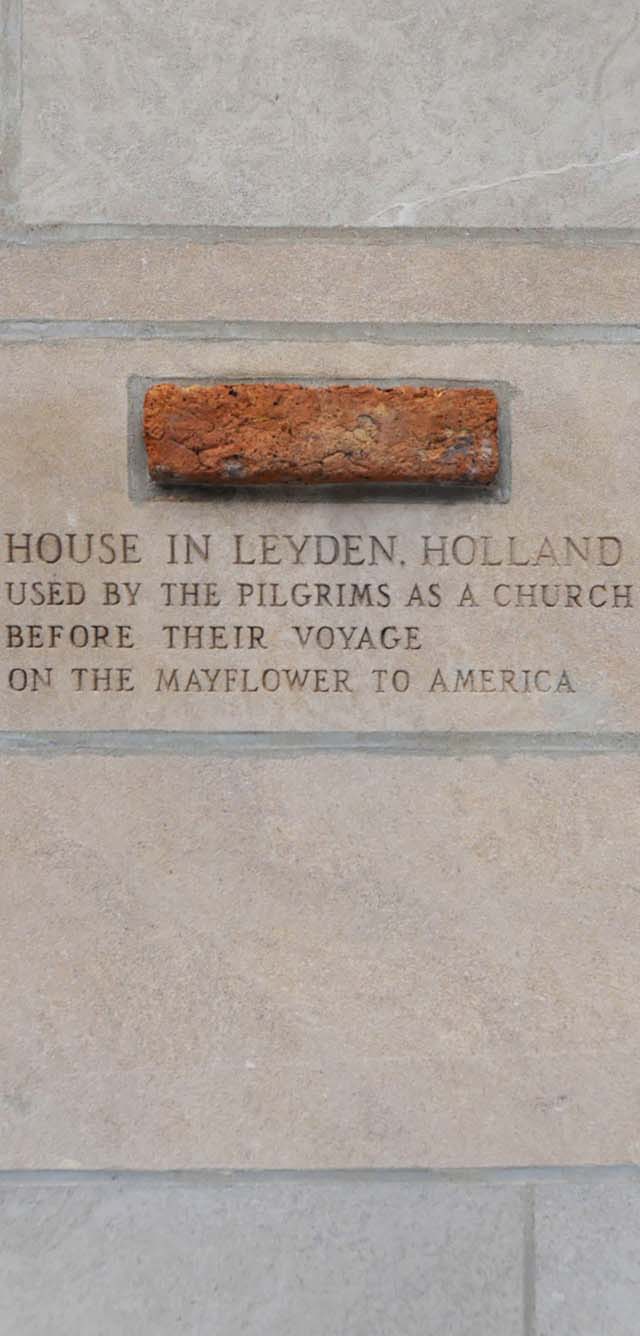 HOUSE IN LEYDEN, HOLLAND
USED BY THE PILGRIMS AS A CHURCH
BEFORE THEIR VOYAGE
ON THE MAYFLOWER TO AMERICA